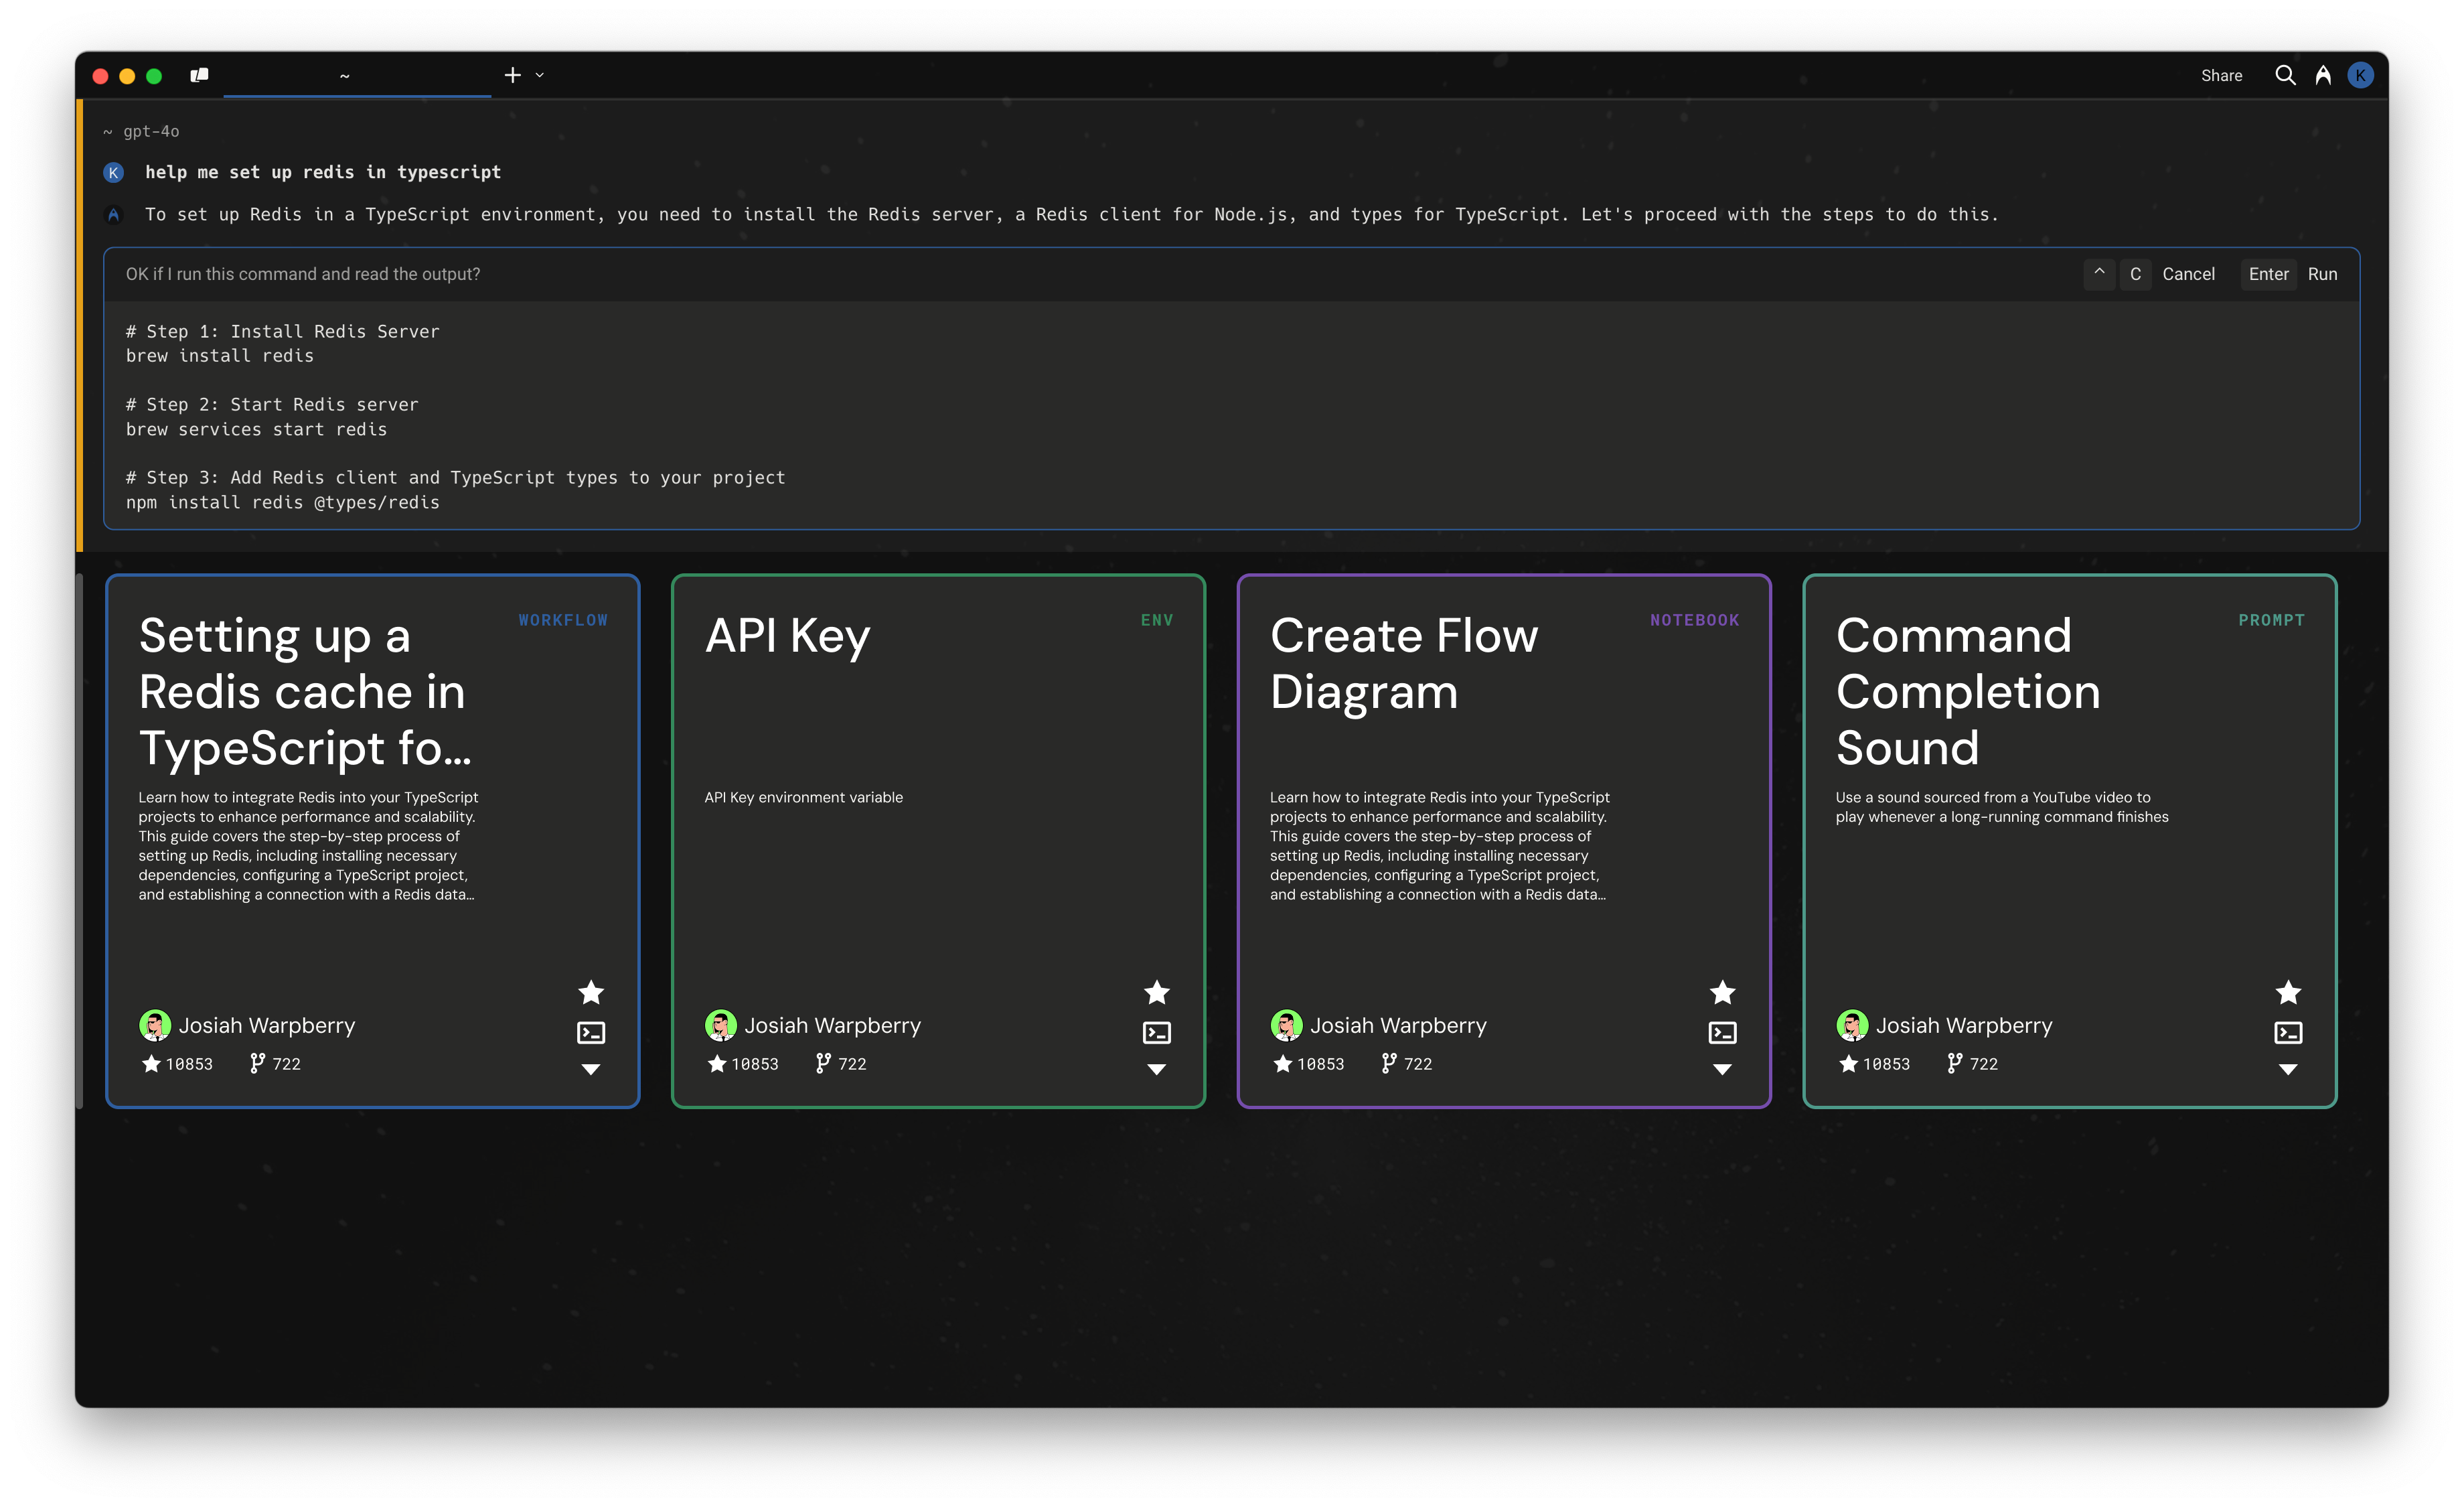 ~
Share
K
~ gpt-4o
K
help me set up redis in typescript
To set up Redis in a TypeScript environment, you need to install the Redis server, a Redis client for Node.js, and types for TypeScript. Let's proceed with the steps to do this.
OK if I run this command and read the output?
^ C Cancel Enter Run
# Step 1: Install Redis Server
brew install redis
# Step 2: Start Redis server
brew services start redis
# Step 3: Add Redis client and TypeScript types to your project
npm install redis @types/redis
WORKFLOW
Setting up a
Redis cache in
TypeScript fo...
Learn how to integrate Redis into your TypeScript
projects to enhance performance and scalability.
This guide covers the step-by-step process of
setting up Redis, including installing necessary
dependencies, configuring a TypeScript project,
and establishing a connection with a Redis data...
Josiah Warpberry
10853 722
ENV
API Key
API Key environment variable
Josiah Warpberry
10853 722
NOTEBOOK
Create Flow
Diagram
Learn how to integrate Redis into your TypeScript
projects to enhance performance and scalability.
This guide covers the step-by-step process of
setting up Redis, including installing necessary
dependencies, configuring a TypeScript project,
and establishing a connection with a Redis data...
Josiah Warpberry
10853 722
PROMPT
Command
Completion
Sound
Use a sound sourced from a YouTube video to
play whenever a long-running command finishes
Josiah Warpberry
10853 722